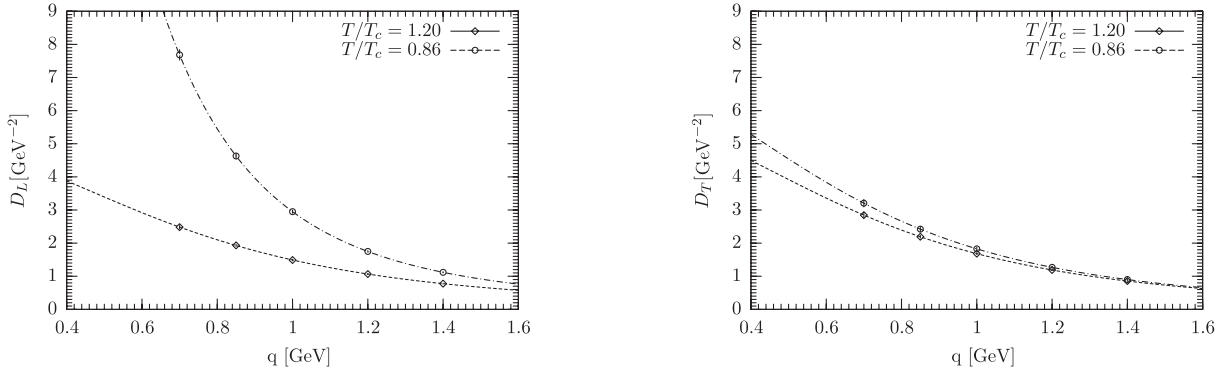 9
8
7
6
5
4
3
2
1
0
D_L[GeV⁻²]
T/T_c = 1.20
T/T_c = 0.86
0.4 0.6 0.8 1 1.2 1.4 1.6
q [GeV]
9
8
7
6
5
4
3
2
1
0
D_T[GeV⁻²]
T/T_c = 1.20
T/T_c = 0.86
0.4 0.6 0.8 1 1.2 1.4 1.6
q [GeV]